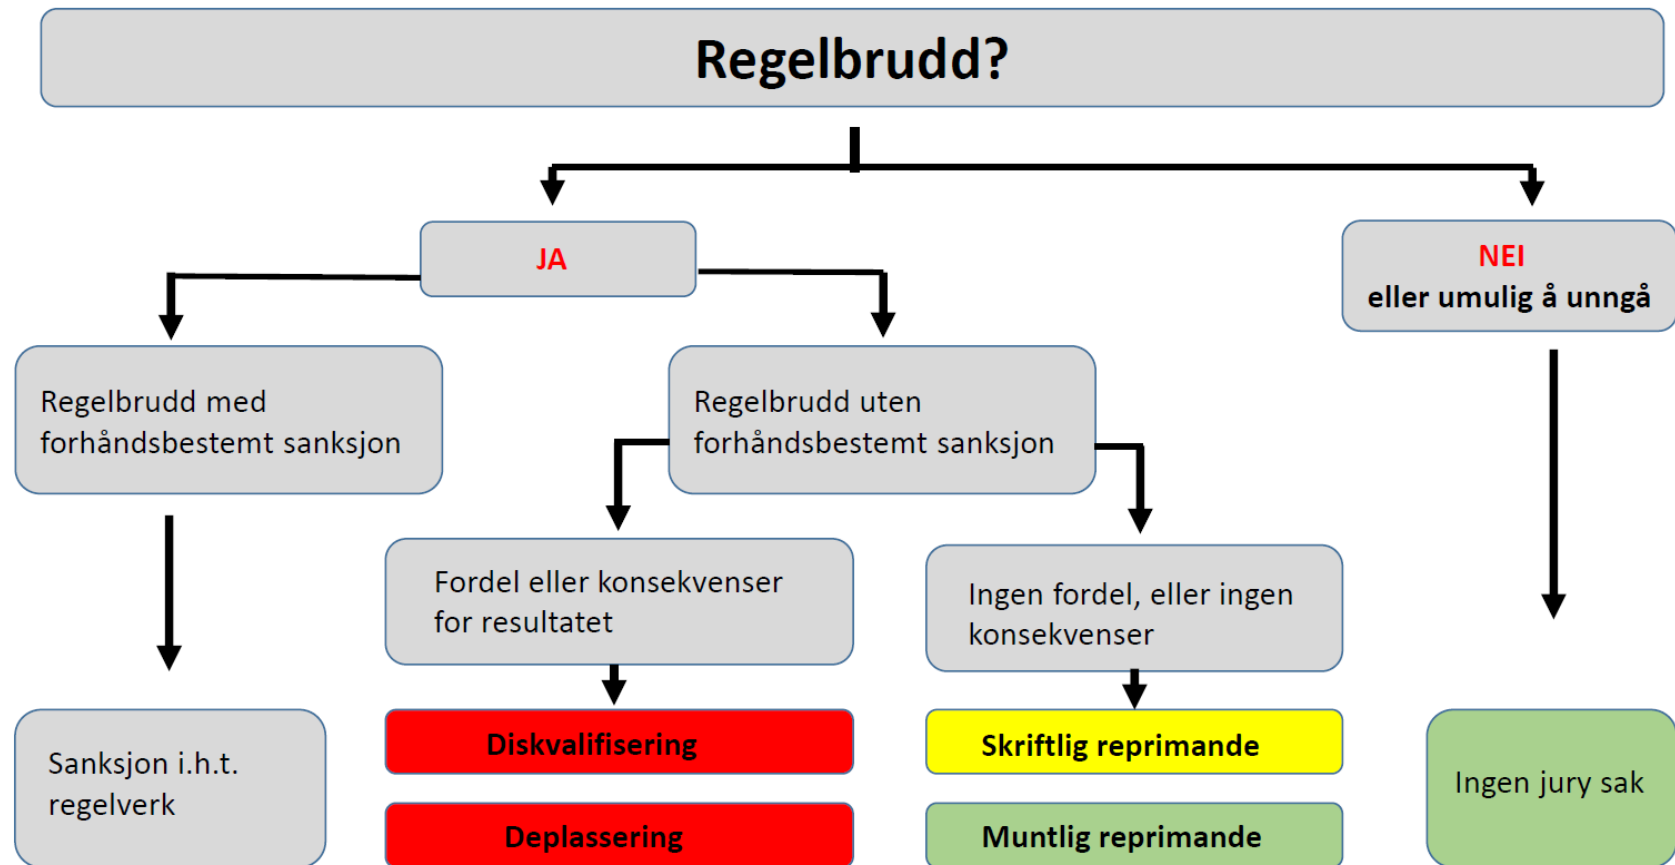 Regelbrudd?
JA
NEI
eller umulig å unngå
Regelbrudd med
forhåndsbestemt sanksjon
Regelbrudd uten
forhåndsbestemt sanksjon
Fordel eller konsekvenser
for resultatet
Ingen fordel, eller ingen
konsekvenser
Sanksjon i.h.t.
regelverk
Diskvalifisering
Deplassering
Skriftlig reprimande
Muntlig reprimande
Ingen jury sak